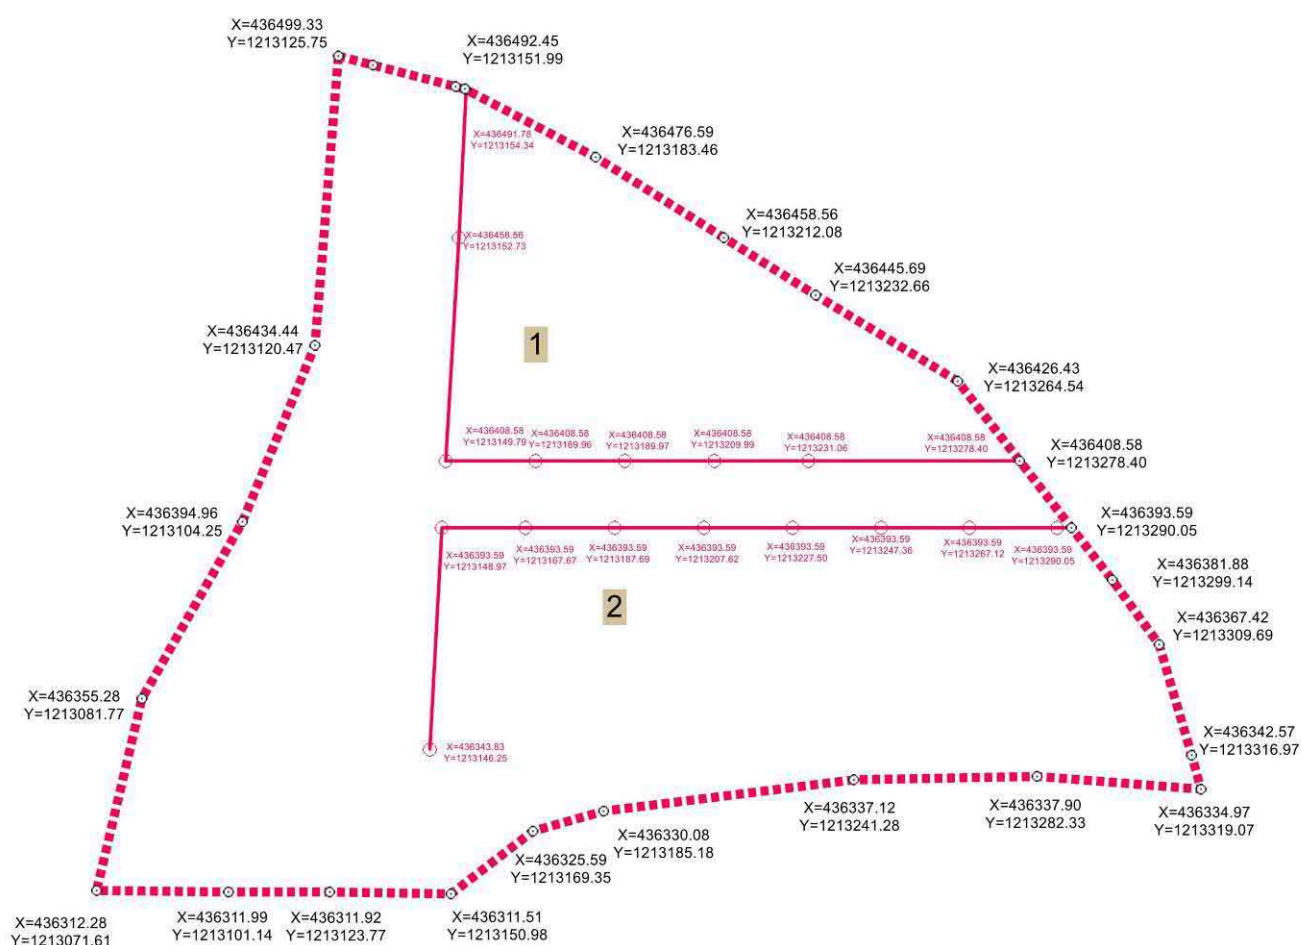 X=436499.33
Y=1213125.75
X=436492.45
Y=1213151.99
X=436491.78
Y=1213154.34
X=436476.59
Y=1213183.46
X=436458.56
Y=1213212.08
X=436458.56
Y=1213152.73
X=436445.69
Y=1213232.66
X=436434.44
Y=1213120.47
1
X=436426.43
Y=1213264.54
X=436408.58
Y=1213149.79
X=436408.58
Y=1213169.96
X=436408.58
Y=1213189.97
X=436408.58
Y=1213209.99
X=436408.58
Y=1213231.06
X=436408.58
Y=1213278.40
X=436408.58
Y=1213278.40
X=436394.96
Y=1213104.25
X=436393.59
Y=1213290.05
X=436393.59
Y=1213148.97
X=436393.59
Y=1213167.67
X=436393.59
Y=1213187.69
X=436393.59
Y=1213207.62
X=436393.59
Y=1213227.50
X=436393.59
Y=1213247.36
X=436393.59
Y=1213267.12
X=436393.59
Y=1213290.05
X=436381.88
Y=1213299.14
2
X=436367.42
Y=1213309.69
X=436355.28
Y=1213081.77
X=436343.83
Y=1213146.25
X=436342.57
Y=1213316.97
X=436334.97
Y=1213319.07
X=436337.90
Y=1213282.33
X=436337.12
Y=1213241.28
X=436330.08
Y=1213185.18
X=436325.59
Y=1213169.35
X=436312.28
Y=1213071.61
X=436311.99
Y=1213101.14
X=436311.92
Y=1213123.77
X=436311.51
Y=1213150.98